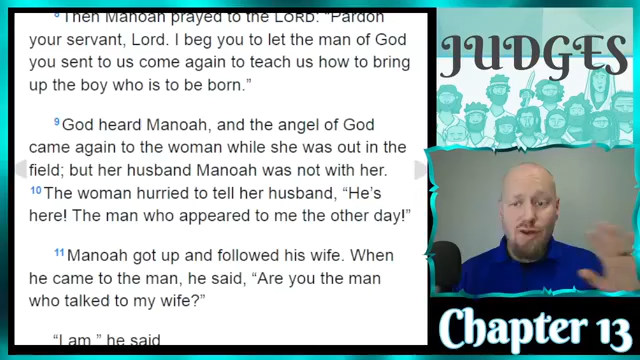 8 Then Manoah prayed to the LORD: “Pardon
your servant, Lord. I beg you to let the man of God
you sent to us come again to teach us how to bring
up the boy who is to be born.”
9 God heard Manoah, and the angel of God
came again to the woman while she was out in the
field; but her husband Manoah was not with her.
10 The woman hurried to tell her husband, “He’s
here! The man who appeared to me the other day!”
11 Manoah got up and followed his wife. When
he came to the man, he said, “Are you the man
who talked to my wife?”
“I am,” he said
JUDGES
Chapter 13